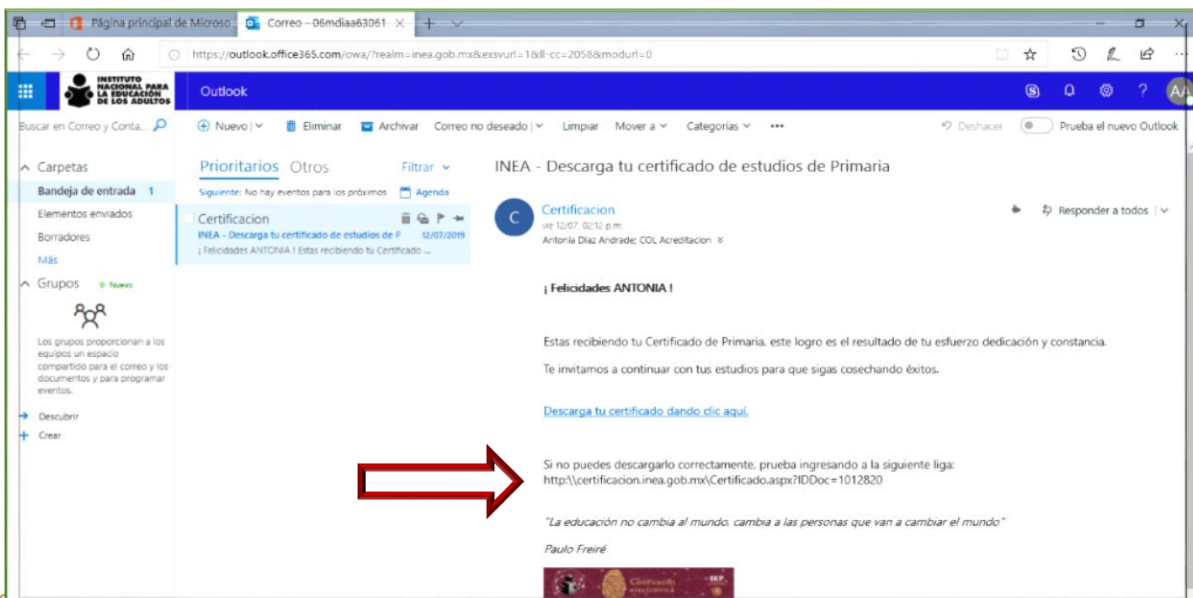 Página principal de Microso
Correo - 06mdiaa63061
https://outlook.office365.com/owa/?realm=inea.gob.mx&exsvurl=1&ll-cc=2058&modurl=0
INSTITUTO
NACIONAL PARA
LA EDUCACIÓN
DE LOS ADULTOS
Outlook
AA
Buscar en Correo y Conta...
Nuevo
Eliminar
Archivar
Correo no deseado
Limpiar
Mover a
Categorías
Deshacer
Prueba el nuevo Outlook
Carpetas
Bandeja de entrada 1
Elementos enviados
Borradores
Más
Grupos
Nuevo
Los grupos proporcionan a los
equipos un espacio
compartido para el correo y los
documentos y para programar
eventos.
Descubrir
Crear
Prioritarios Otros
Filtrar
Siguiente: No hay eventos para los próximos
Agenda
Certificacion
INEA - Descarga tu certificado de estudios de P 12/07/2019
¡ Felicidades ANTONIA ! Estas recibiendo tu Certificado ...
INEA - Descarga tu certificado de estudios de Primaria
C
Certificacion
vie 12/07, 02:12 p.m.
Antonia Diaz Andrade; COL Acreditacion
Responder a todos
¡ Felicidades ANTONIA !
Estas recibiendo tu Certificado de Primaria, este logro es el resultado de tu esfuerzo dedicación y constancia.
Te invitamos a continuar con tus estudios para que sigas cosechando éxitos.
Descarga tu certificado dando clic aquí.
Si no puedes descargarlo correctamente, prueba ingresando a la siguiente liga:
http:\\certificacion.inea.gob.mx\Certificado.aspx?IDDoc=1012820
"La educación no cambia al mundo, cambia a las personas que van a cambiar el mundo"
Paulo Freiré
Certificación
electrónica
SEP